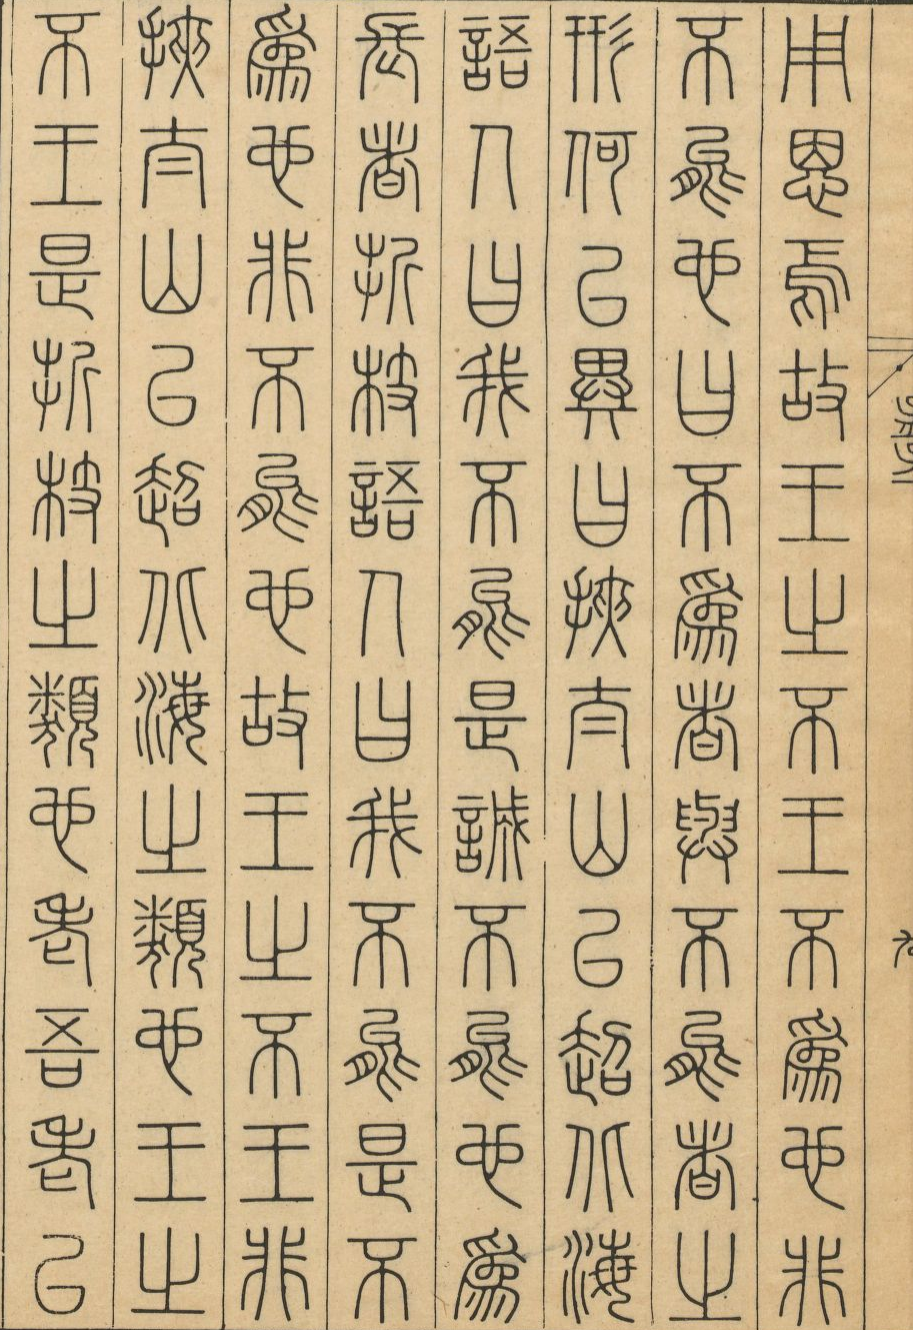 用恩焉故王之不王不爲也非
不能也曰不爲者與不能者之
形何以異曰挾太山以超北海
語人曰我不能是誠不能也爲
長者折枝語人曰我不能是不
爲也非不能也故王之不王非
挾太山以超北海之類也王之
不王是折枝之類也老吾老以